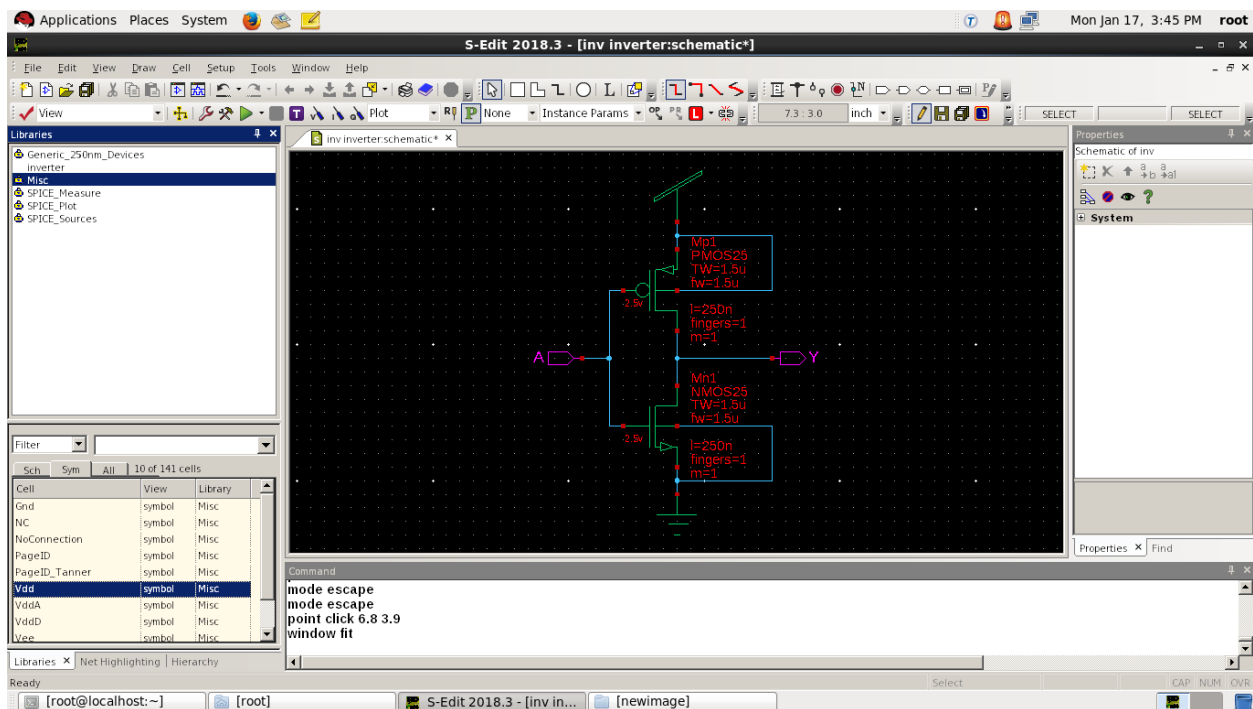 Applications Places System
Mon Jan 17, 3:45 PM root
S-Edit 2018.3 - [inv inverter:schematic*]
File Edit View Draw Cell Setup Tools Window Help
View
Plot
None
Instance Params
7.3 : 3.0
inch
SELECT
SELECT
Libraries
Generic_250nm_Devices
inverter
Misc
SPICE_Measure
SPICE_Plot
SPICE_Sources
Filter
Sch Sym All 10 of 141 cells
Cell View Library
Gnd symbol Misc
NC symbol Misc
NoConnection symbol Misc
PageID symbol Misc
PageID_Tanner symbol Misc
Vdd symbol Misc
VddA symbol Misc
VddD symbol Misc
Vee symbol Misc
Libraries X Net Highlighting Hierarchy
inv inverter:schematic*
Mp1
PMOS25
TW=1.5u
fw=1.5u
2.5v
l=250n
fingers=1
m=1
A
Y
Mn1
NMOS25
TW=1.5u
fw=1.5u
2.5v
l=250n
fingers=1
m=1
Command
mode escape
mode escape
point click 6.8 3.9
window fit
Properties
Schematic of inv
System
Properties X Find
Ready
Select
CAP NUM OVR
[root@localhost:~]
[root]
S-Edit 2018.3 - [inv in...
[newimage]